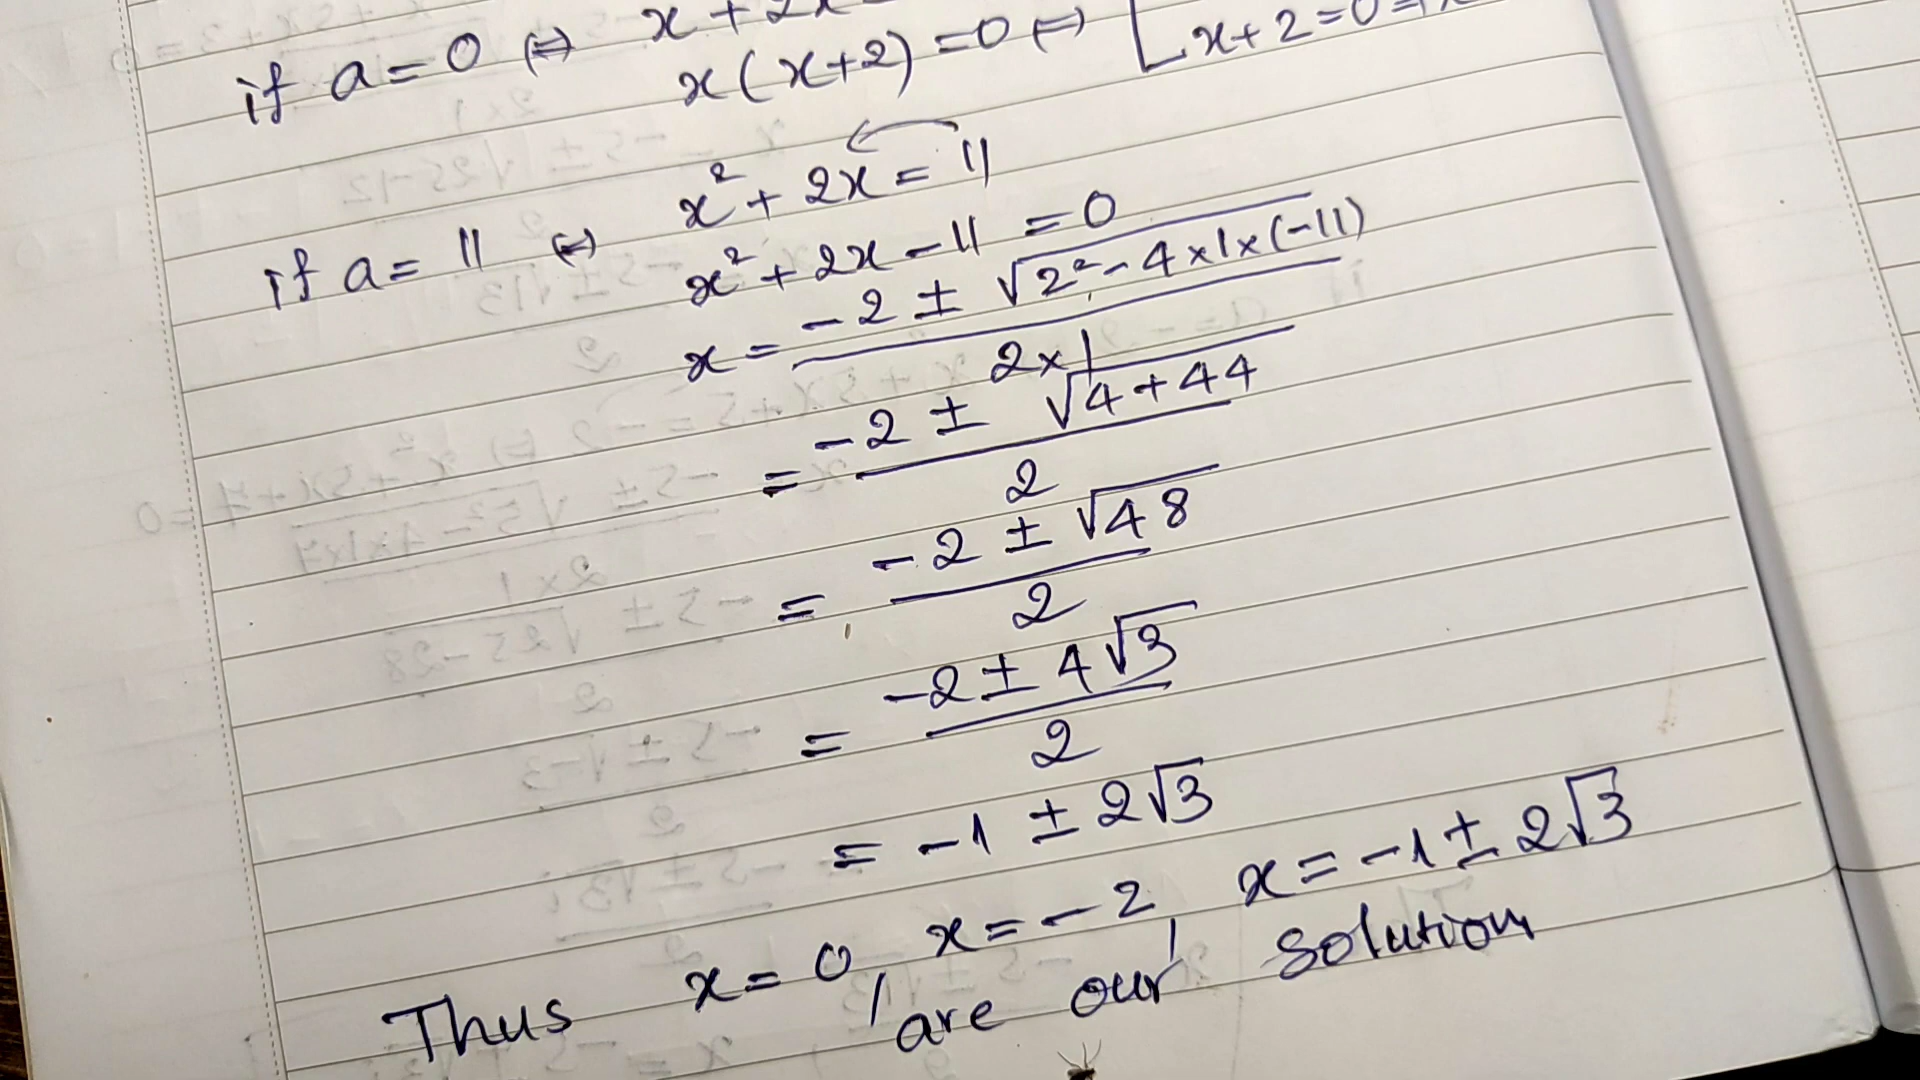 x + 2x
if a = 0 ⇔ x(x+2) = 0 ⇔ [ x+2=0 ⇒ x
x² + 2x = 11
if a = 11 ⇔ x² + 2x - 11 = 0
x = (-2 ± √(2² - 4×1×(-11))) / (2×1)
= (-2 ± √(4+44)) / 2
= (-2 ± √48) / 2
= (-2 ± 4√3) / 2
= -1 ± 2√3
Thus x = 0, x = -2, x = -1 ± 2√3
are our solution